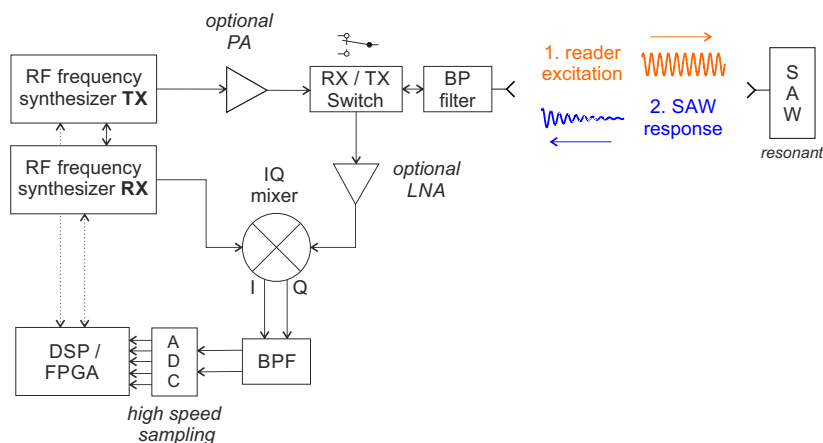 optional
PA
RF frequency
synthesizer TX
RX / TX
Switch
BP
filter
1. reader
excitation
2. SAW
response
S
A
W
resonant
RF frequency
synthesizer RX
IQ
mixer
optional
LNA
I
Q
DSP /
FPGA
A
D
C
BPF
high speed
sampling